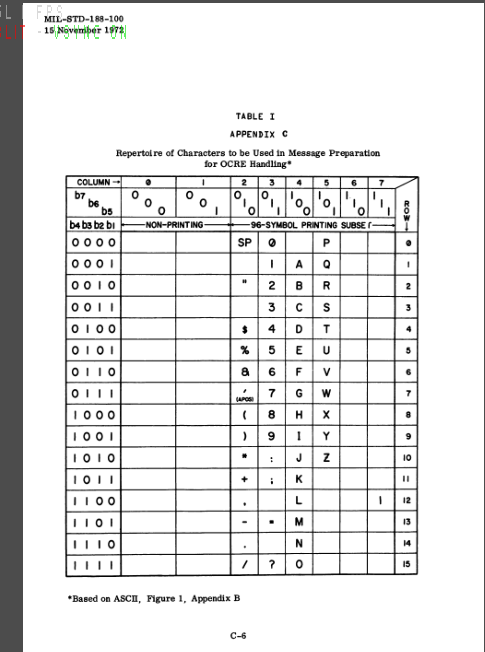 MIL-STD-188-100
15 November 1972
VSYNC ON
TABLE I
APPENDIX C
Repertoire of Characters to be Used in Message Preparation
for OCRE Handling*
COLUMN → 0 1 2 3 4 5 6 7 ROW ↓
b7 0 0 0 0 1 1 1 1
b6 0 0 1 1 0 0 1 1
b5 0 1 0 1 0 1 0 1
b4 b3 b2 b1 NON-PRINTING 96-SYMBOL PRINTING SUBSET
0 0 0 0 SP 0 P 0
0 0 0 1 1 A Q 1
0 0 1 0 " 2 B R 2
0 0 1 1 3 C S 3
0 1 0 0 $ 4 D T 4
0 1 0 1 % 5 E U 5
0 1 1 0 & 6 F V 6
0 1 1 1 ' (APOS) 7 G W 7
1 0 0 0 ( 8 H X 8
1 0 0 1 ) 9 I Y 9
1 0 1 0 * : J Z 10
1 0 1 1 + ; K 11
1 1 0 0 , L | 12
1 1 0 1 - = M 13
1 1 1 0 . N 14
1 1 1 1 / ? O 15
*Based on ASCII, Figure 1, Appendix B
C-6